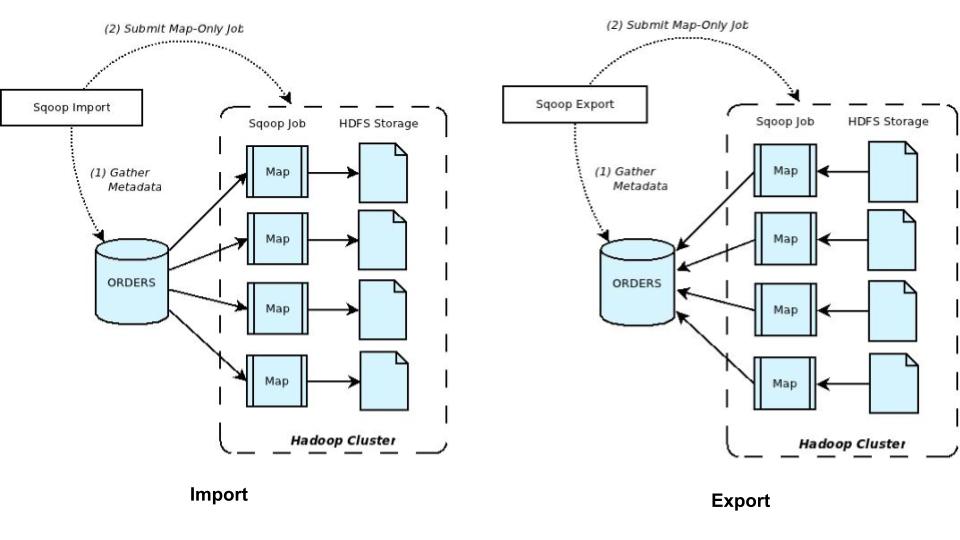 (2) Submit Map-Only Job
Sqoop Import
Sqoop Job
HDFS Storage
(1) Gather
Metadata
Map
Map
ORDERS
Map
Map
Hadoop Cluster
Import
(2) Submit Map-Only Job
Sqoop Export
Sqoop Job
HDFS Storage
(1) Gather
Metadata
Map
Map
ORDERS
Map
Map
Hadoop Cluster
Export